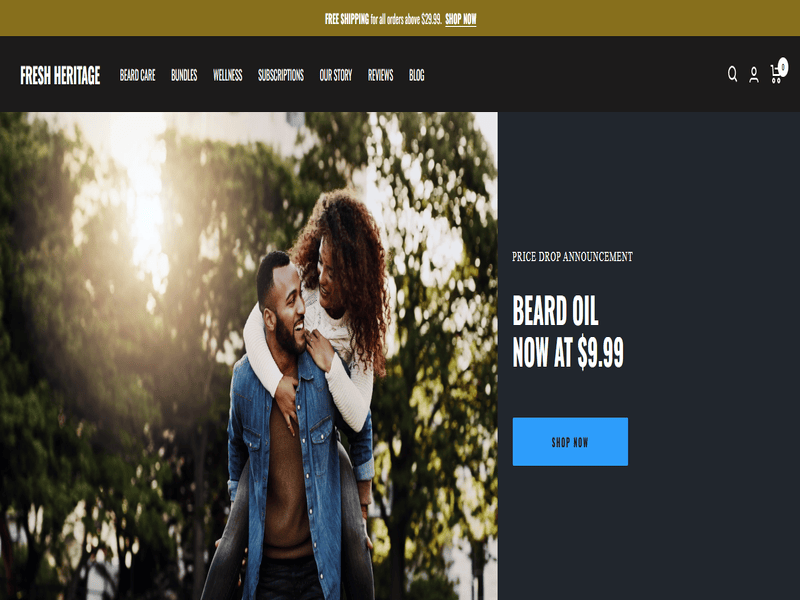 FREE SHIPPING for all orders above $29.99. SHOP NOW
FRESH HERITAGE BEARD CARE BUNDLES WELLNESS SUBSCRIPTIONS OUR STORY REVIEWS BLOG 0
PRICE DROP ANNOUNCEMENT
BEARD OIL
NOW AT $9.99
SHOP NOW